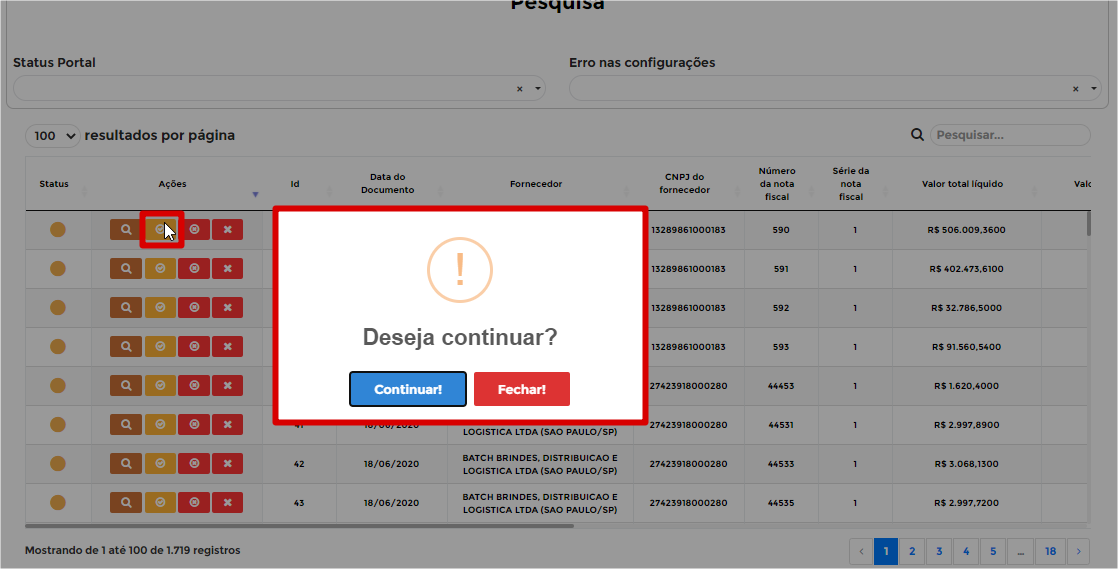 Pesquisa
Status Portal
Erro nas configurações
×
×
100 resultados por página
Pesquisar...
Status Ações Id Data do Documento Fornecedor CNPJ do fornecedor Número da nota fiscal Série da nota fiscal Valor total líquido Valo
13289861000183 590 1 R$ 506.009,3600
13289861000183 591 1 R$ 402.473,6100
13289861000183 592 1 R$ 32.786,5000
13289861000183 593 1 R$ 91.560,5400
27423918000280 44453 1 R$ 1.620,4000
!
Deseja continuar?
Continuar!
Fechar!
41 18/06/2020 LOGISTICA LTDA (SAO PAULO/SP) 27423918000280 44531 1 R$ 2.997,8900
42 18/06/2020 BATCH BRINDES, DISTRIBUICAO E LOGISTICA LTDA (SAO PAULO/SP) 27423918000280 44533 1 R$ 3.068,1300
43 18/06/2020 BATCH BRINDES, DISTRIBUICAO E LOGISTICA LTDA (SAO PAULO/SP) 27423918000280 44535 1 R$ 2.997,7200
Mostrando de 1 até 100 de 1.719 registros
‹ 1 2 3 4 5 ... 18 ›